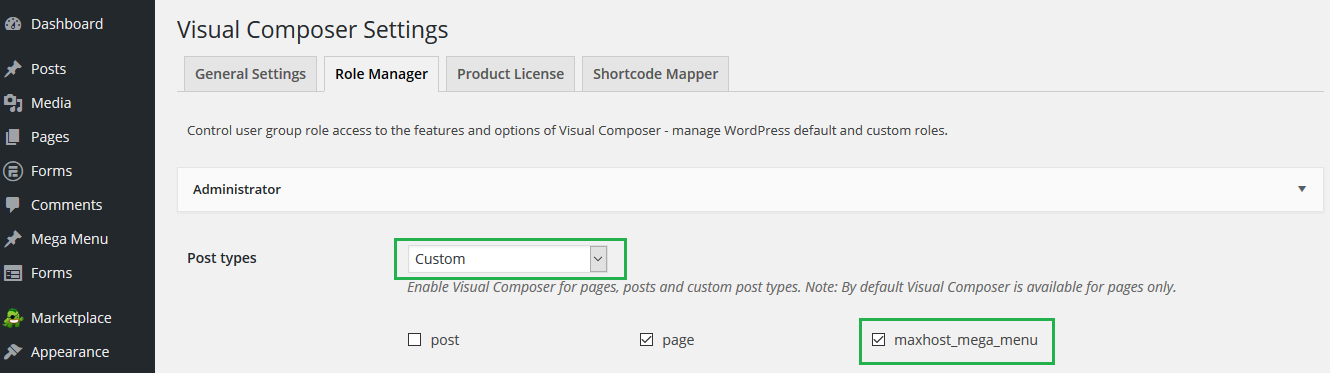 Dashboard
Posts
Media
Pages
Forms
Comments
Mega Menu
Forms
Marketplace
Appearance
Visual Composer Settings
General Settings
Role Manager
Product License
Shortcode Mapper
Control user group role access to the features and options of Visual Composer - manage WordPress default and custom roles.
Administrator
Post types
Custom
Enable Visual Composer for pages, posts and custom post types. Note: By default Visual Composer is available for pages only.
post
page
maxhost_mega_menu